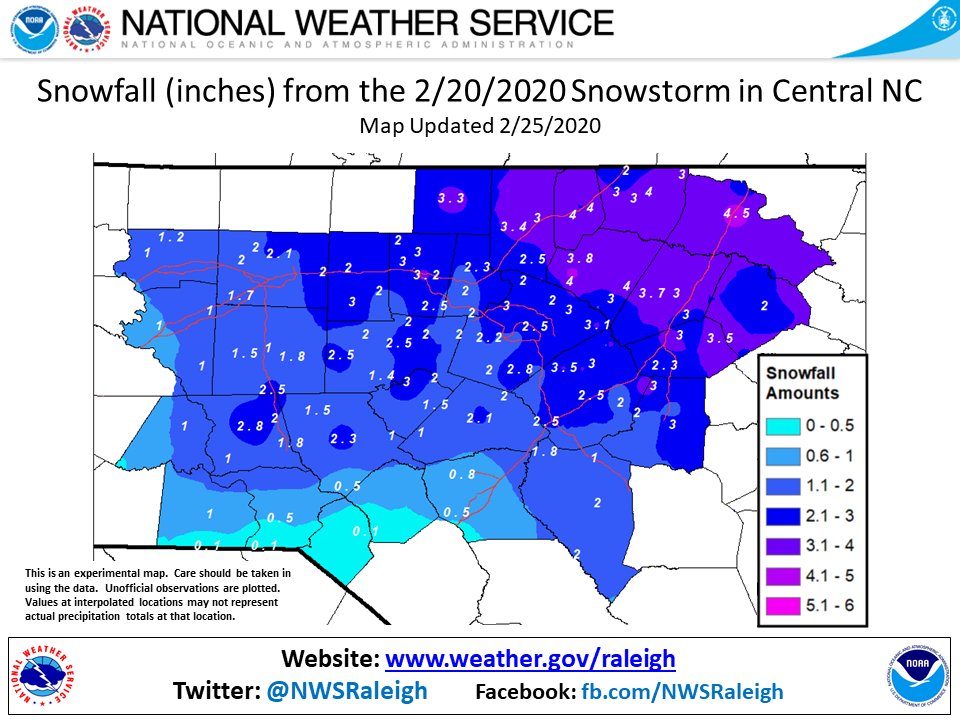 NATIONAL WEATHER SERVICE
NATIONAL OCEANIC AND ATMOSPHERIC ADMINISTRATION
Snowfall (inches) from the 2/20/2020 Snowstorm in Central NC
Map Updated 2/25/2020
2 3
3.3 3 3 4
4 4 4.5
3.4 3
1.2 2
1 2 2.1 3
2 3 2.5 3.8
2 2 3.2 2.3 2 4
1.7 2 2 4 3.7 3
3 2.5 3 2 3 3 2
1 2 2 3
1 2 2 2 2.5 3.1
1.5 1 2.5 2.2 3 3.5
1.8 2.5
1 1.4 3 2 2 2.8 3.5 3 2.3
2.5 3
1.5 1.5 2 2.5 2 2
1 2.8 2 2.1 2.5 3
1.8 2.3 1 1
1 1.8 1
0.5 0.8
1 0.5 0.5 2
0.1 0.1 0.1 2
Snowfall
Amounts
0 - 0.5
0.6 - 1
1.1 - 2
2.1 - 3
3.1 - 4
4.1 - 5
5.1 - 6
This is an experimental map. Care should be taken in
using the data. Unofficial observations are plotted.
Values at interpolated locations may not represent
actual precipitation totals at that location.
Website: www.weather.gov/raleigh
Twitter: @NWSRaleigh Facebook: fb.com/NWSRaleigh
NOAA